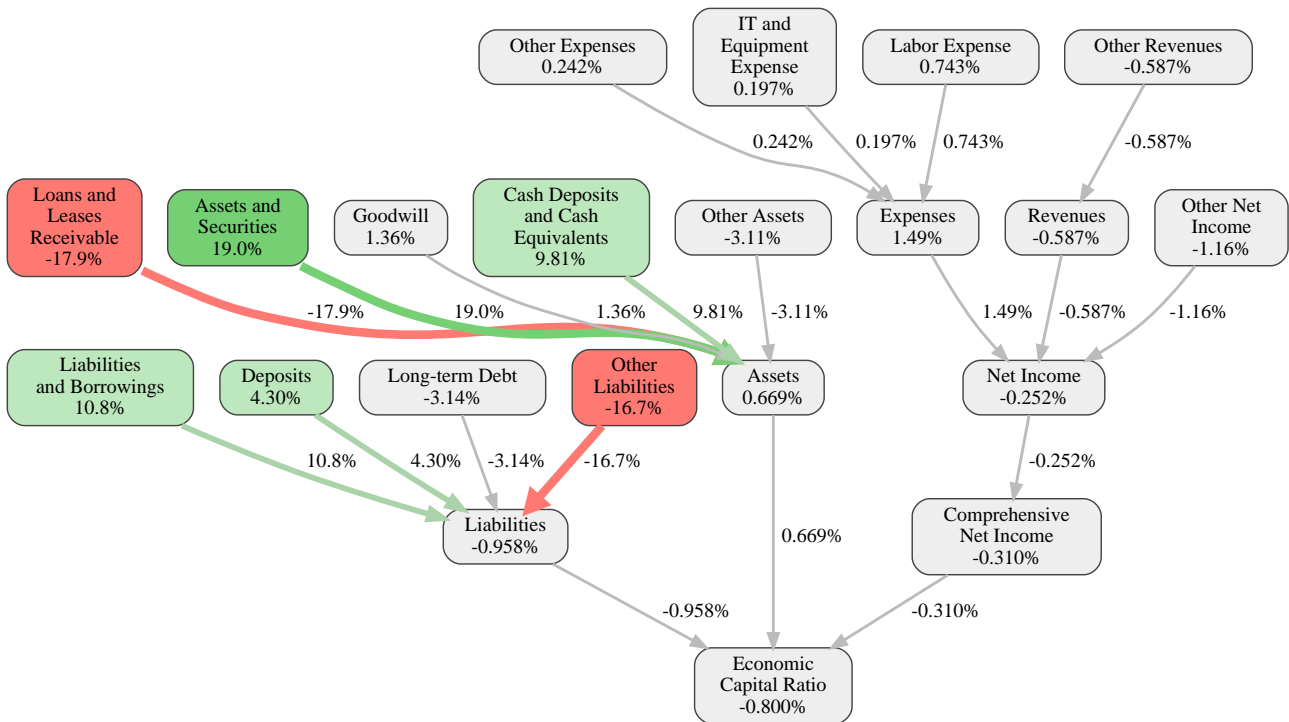 Other Expenses
0.242%
IT and
Equipment
Expense
0.197%
Labor Expense
0.743%
Other Revenues
-0.587%
0.242%
0.197%
0.743%
-0.587%
Loans and
Leases
Receivable
-17.9%
Assets and
Securities
19.0%
Goodwill
1.36%
Cash Deposits
and Cash
Equivalents
9.81%
Other Assets
-3.11%
Expenses
1.49%
Revenues
-0.587%
Other Net
Income
-1.16%
-17.9%
19.0%
1.36%
9.81%
-3.11%
1.49%
-0.587%
-1.16%
Liabilities
and Borrowings
10.8%
Deposits
4.30%
Long-term Debt
-3.14%
Other
Liabilities
-16.7%
Assets
0.669%
Net Income
-0.252%
10.8%
4.30%
-3.14%
-16.7%
-0.252%
Liabilities
-0.958%
0.669%
Comprehensive
Net Income
-0.310%
-0.958%
-0.310%
Economic
Capital Ratio
-0.800%